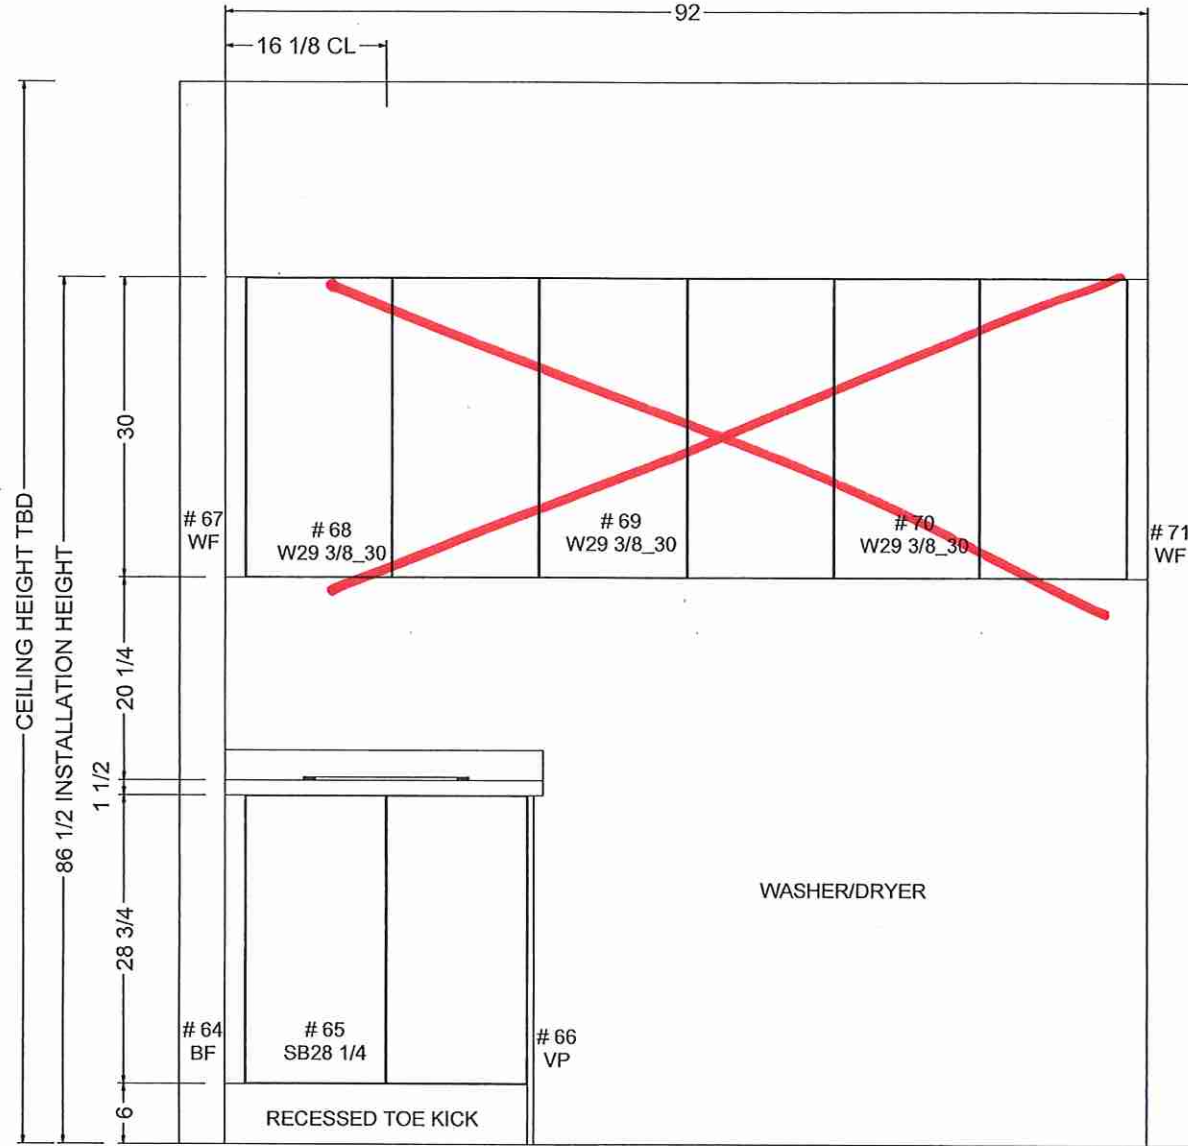 92
16 1/8 CL
CEILING HEIGHT TBD
86 1/2 INSTALLATION HEIGHT
30
20 1/4
1 1/2
28 3/4
6
# 67
WF
# 68
W29 3/8_30
# 69
W29 3/8_30
# 70
W29 3/8_30
# 71
WF
WASHER/DRYER
# 64
BF
# 65
SB28 1/4
# 66
VP
RECESSED TOE KICK